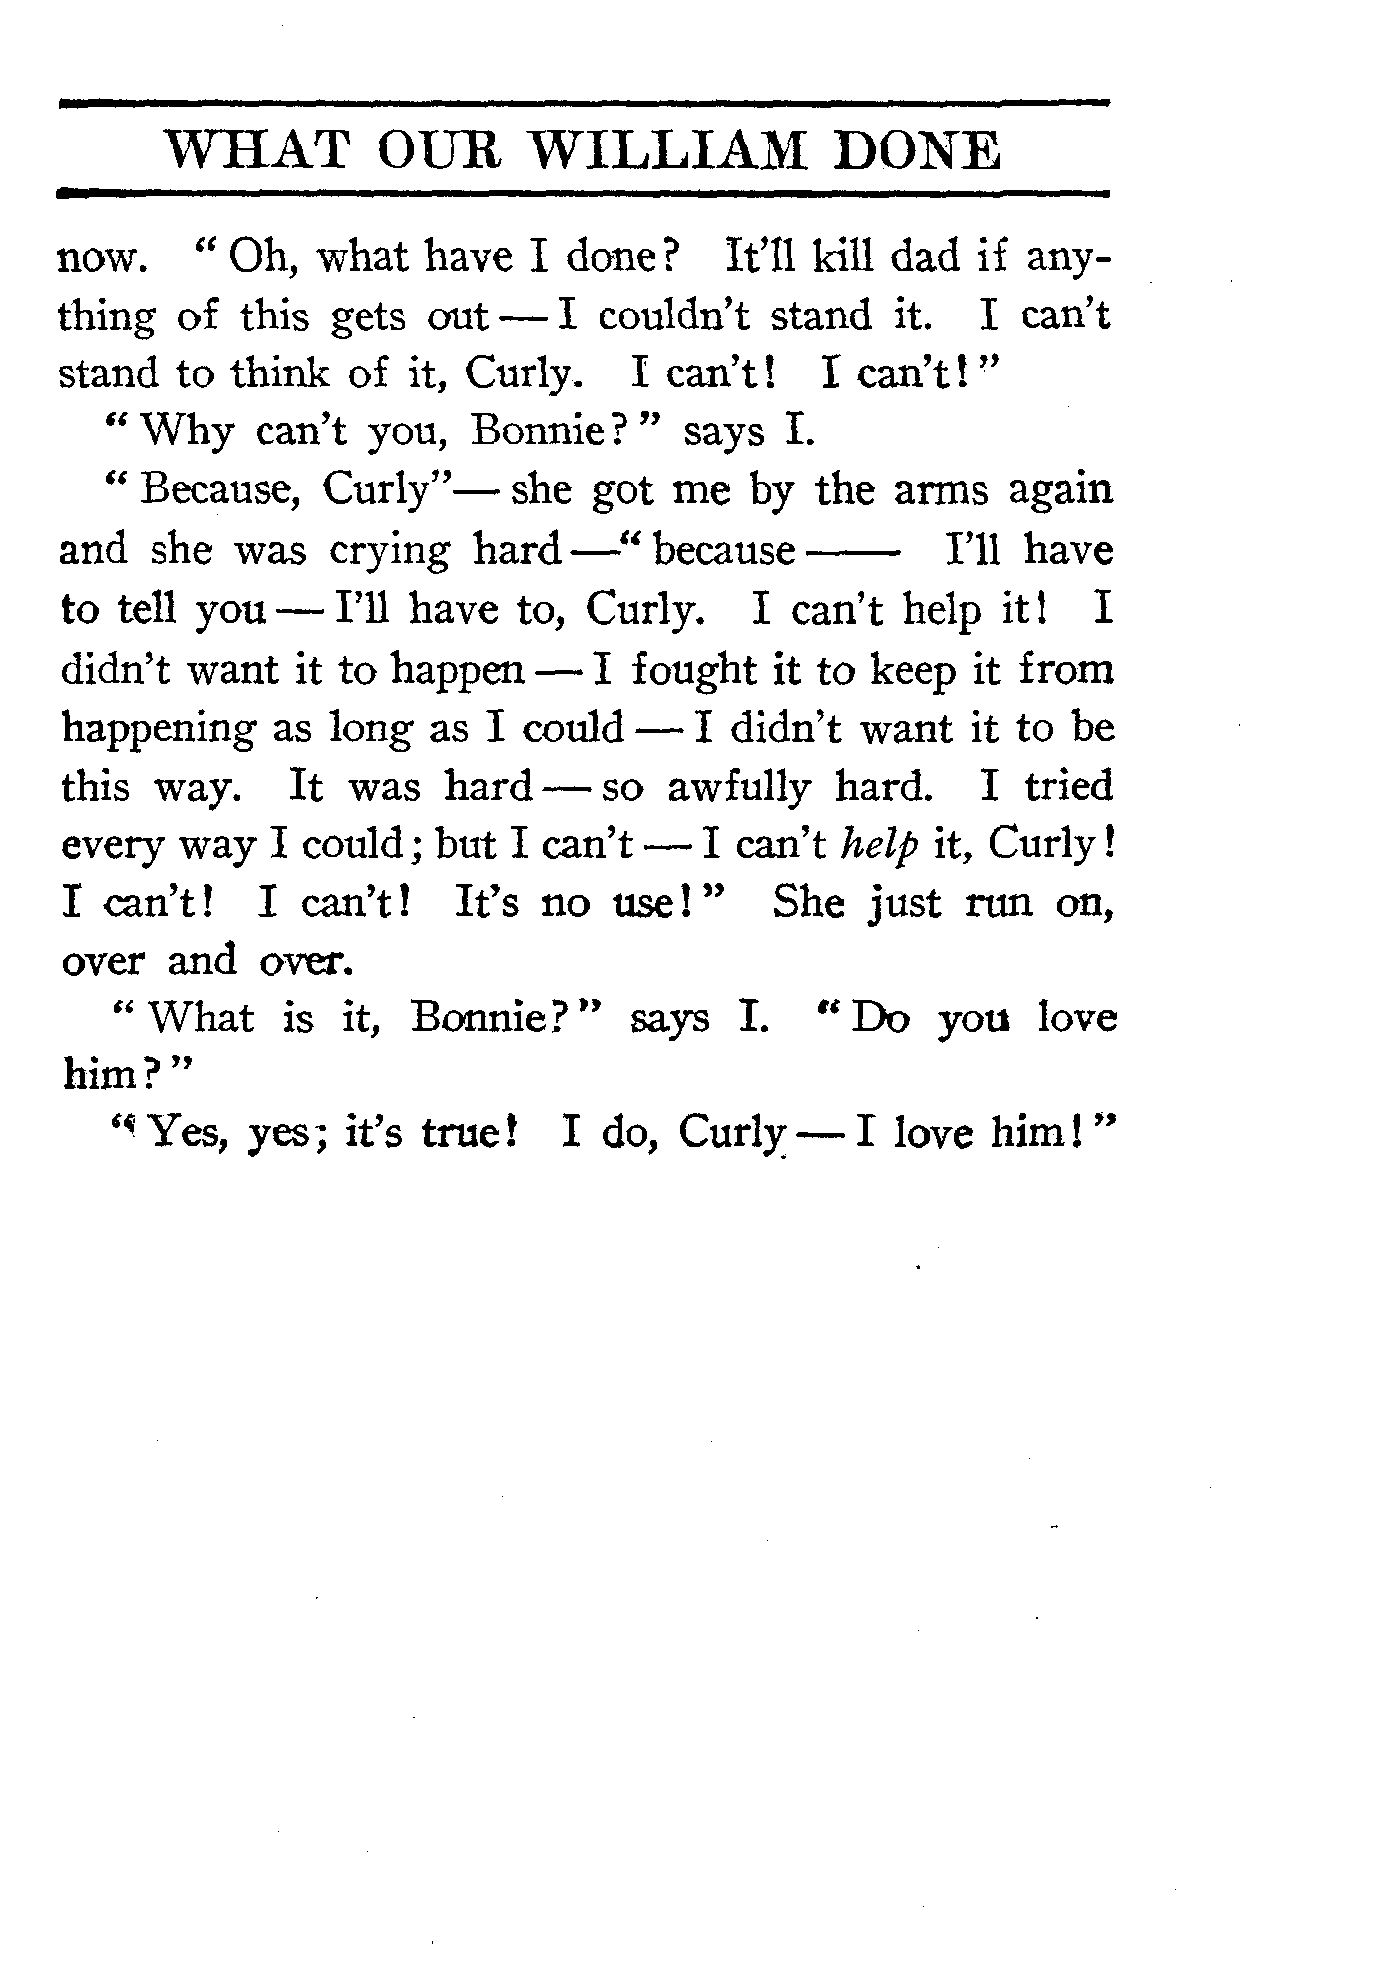 WHAT OUR WILLIAM DONE
now. "Oh, what have I done? It'll kill dad if any-
thing of this gets out — I couldn't stand it. I can't
stand to think of it, Curly. I can't! I can't!"
"Why can't you, Bonnie?" says I.
"Because, Curly"— she got me by the arms again
and she was crying hard —"because —— I'll have
to tell you — I'll have to, Curly. I can't help it! I
didn't want it to happen — I fought it to keep it from
happening as long as I could — I didn't want it to be
this way. It was hard — so awfully hard. I tried
every way I could; but I can't — I can't help it, Curly!
I can't! I can't! It's no use!" She just run on,
over and over.
"What is it, Bonnie?" says I. "Do you love
him?"
"Yes, yes; it's true! I do, Curly — I love him!"